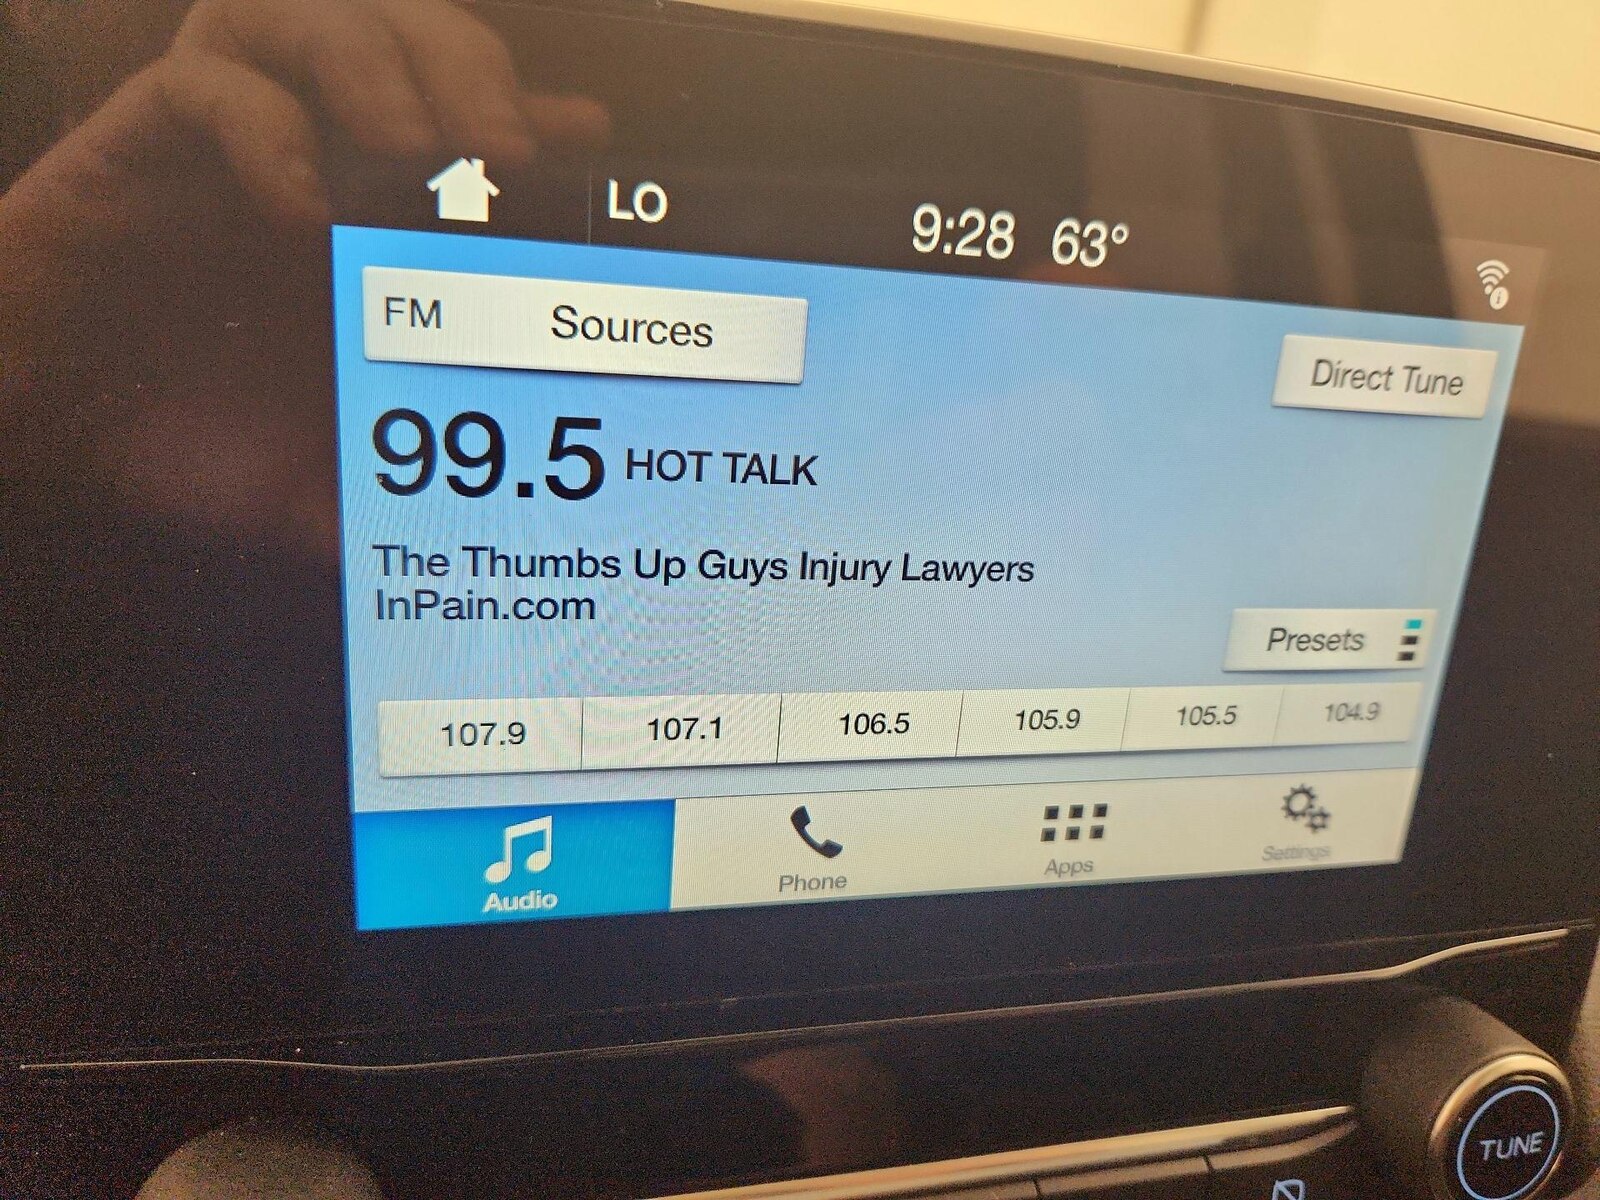 LO
9:28 63°
FM Sources
Direct Tune
99.5 HOT TALK
The Thumbs Up Guys Injury Lawyers
InPain.com
Presets
107.9 107.1 106.5 105.9 105.5 104.9
Audio Phone Apps Settings
TUNE